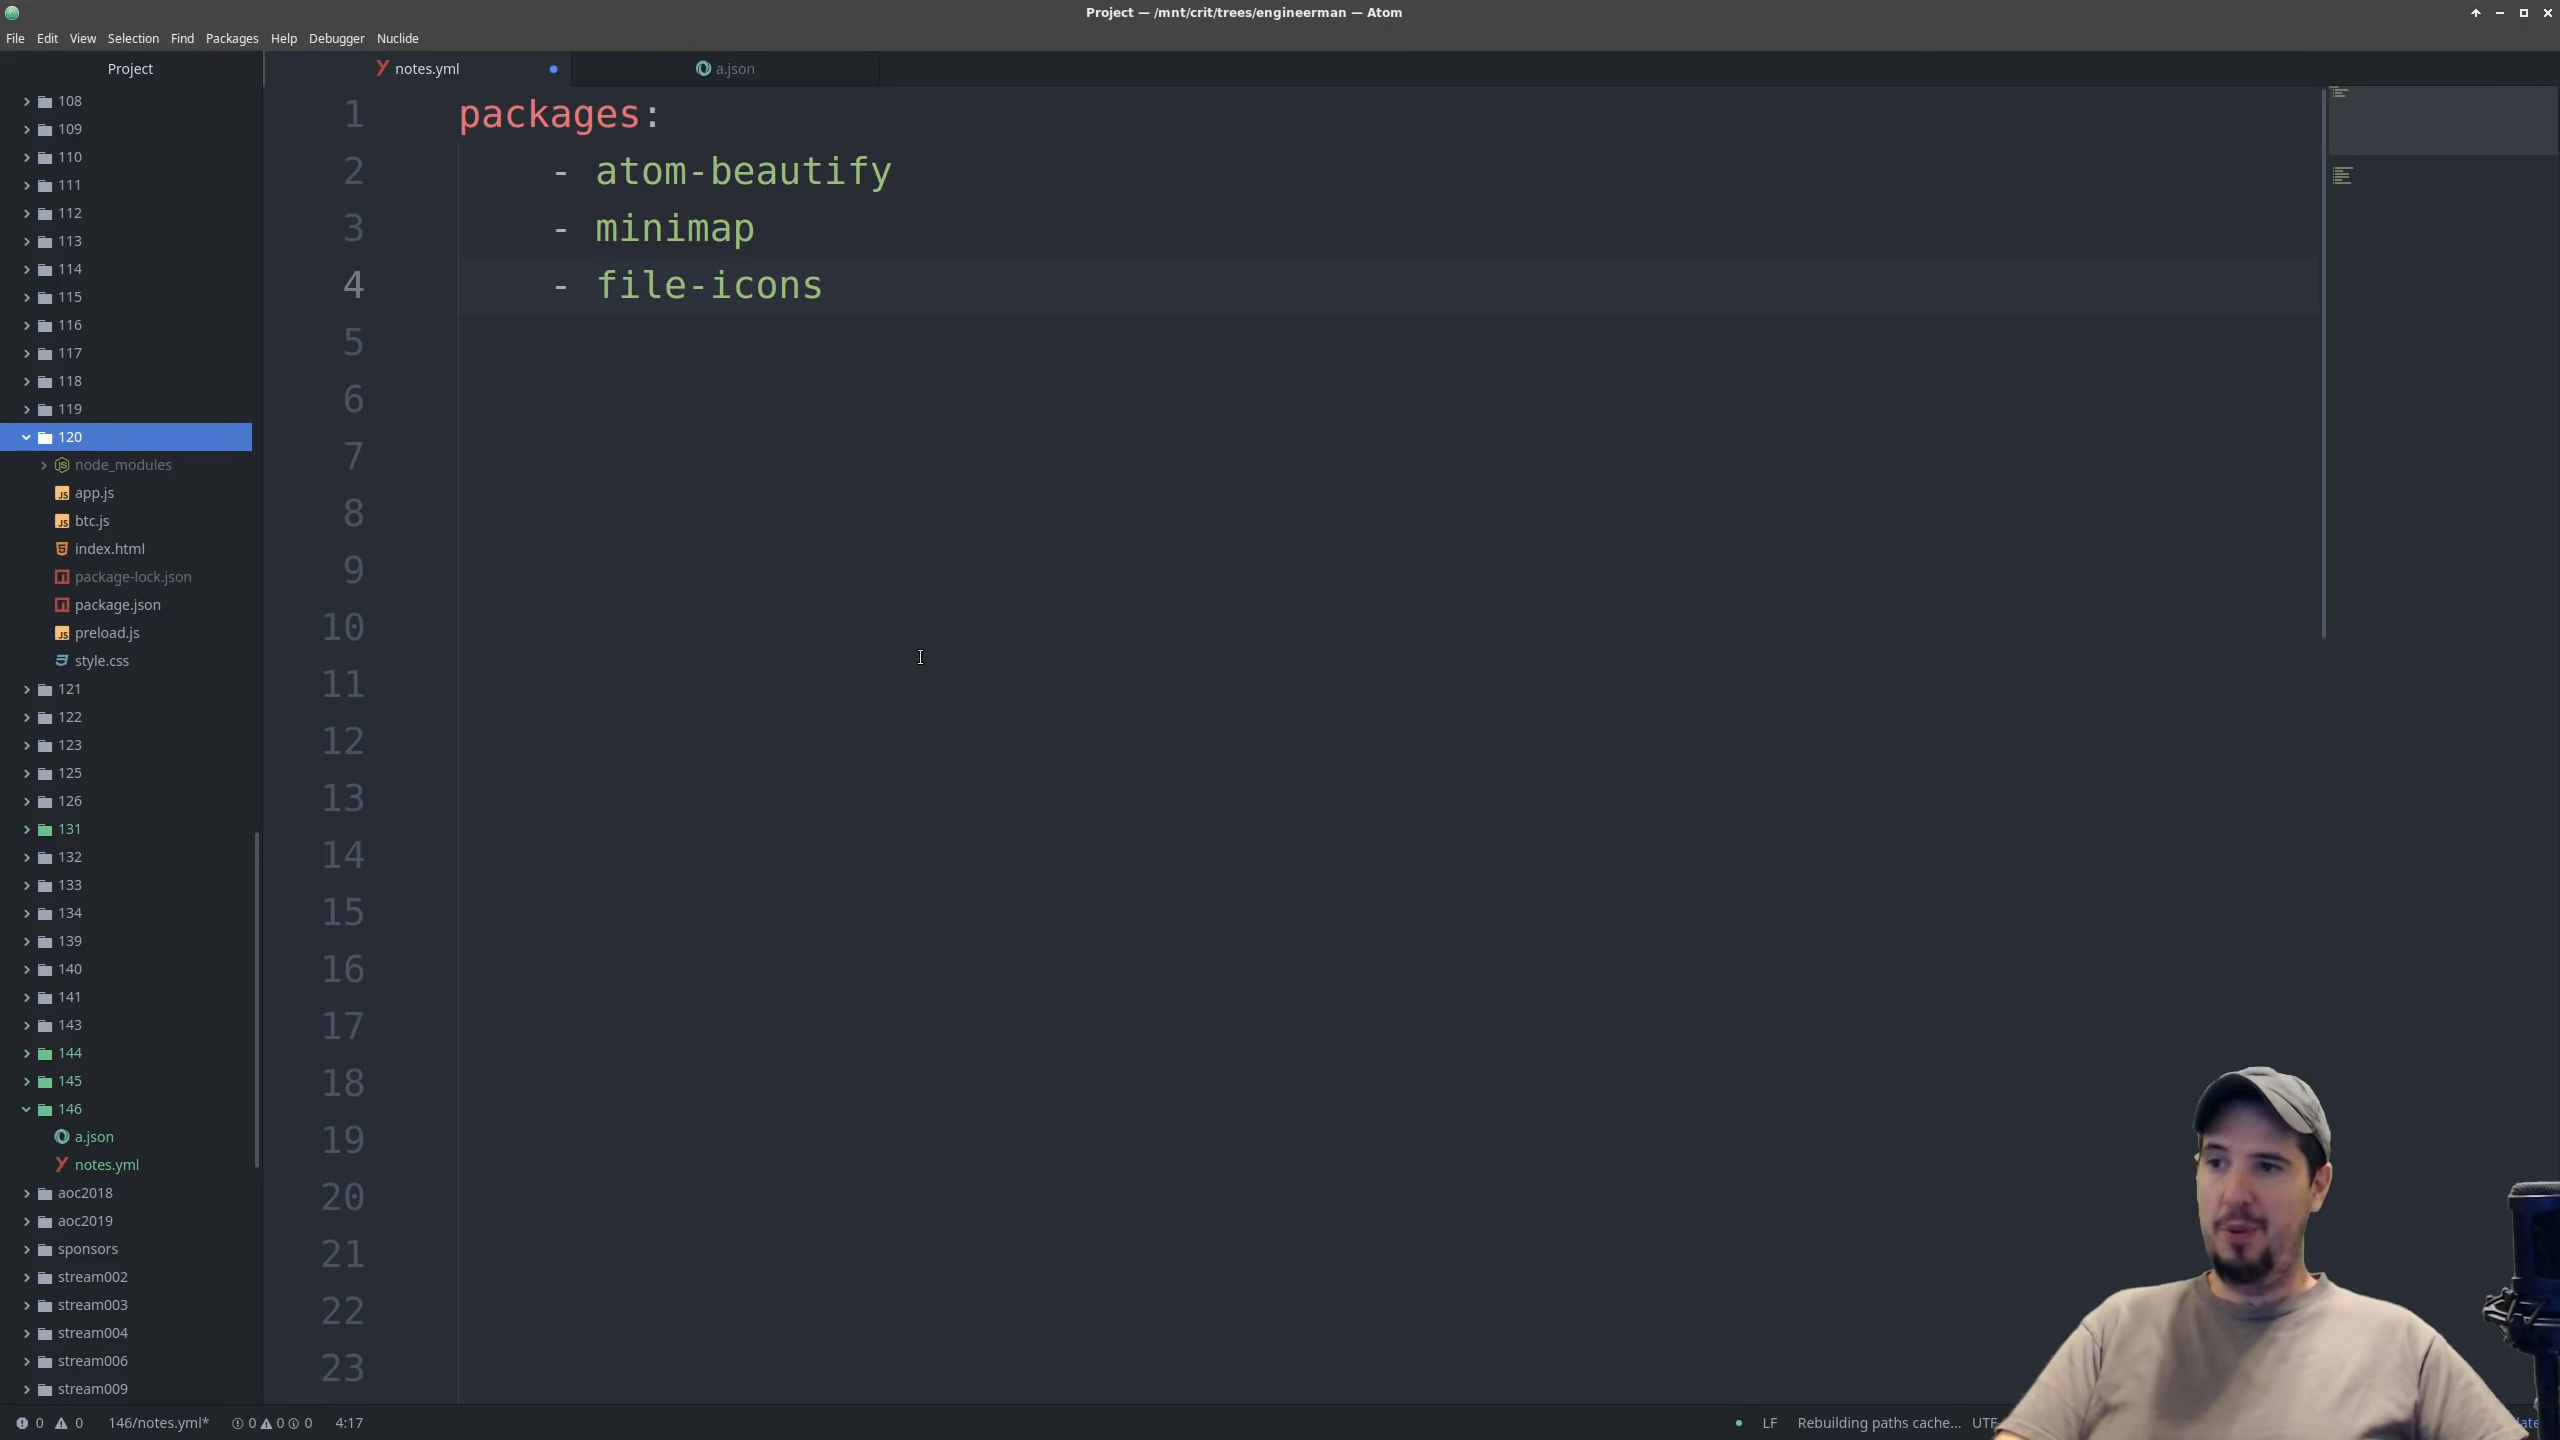 Project — /mnt/crit/trees/engineerman — Atom
File Edit View Selection Find Packages Help Debugger Nuclide
Project
notes.yml
a.json
108
109
110
111
112
113
114
115
116
117
118
119
120
node_modules
app.js
btc.js
index.html
package-lock.json
package.json
preload.js
style.css
121
122
123
125
126
131
132
133
134
139
140
141
143
144
145
146
a.json
notes.yml
aoc2018
aoc2019
sponsors
stream002
stream003
stream004
stream006
stream009
1 packages:
2 - atom-beautify
3 - minimap
4 - file-icons
5
6
7
8
9
10
11
12
13
14
15
16
17
18
19
20
21
22
23
0 0 146/notes.yml* 0 0 0 4:17
LF Rebuilding paths cache... UTF-